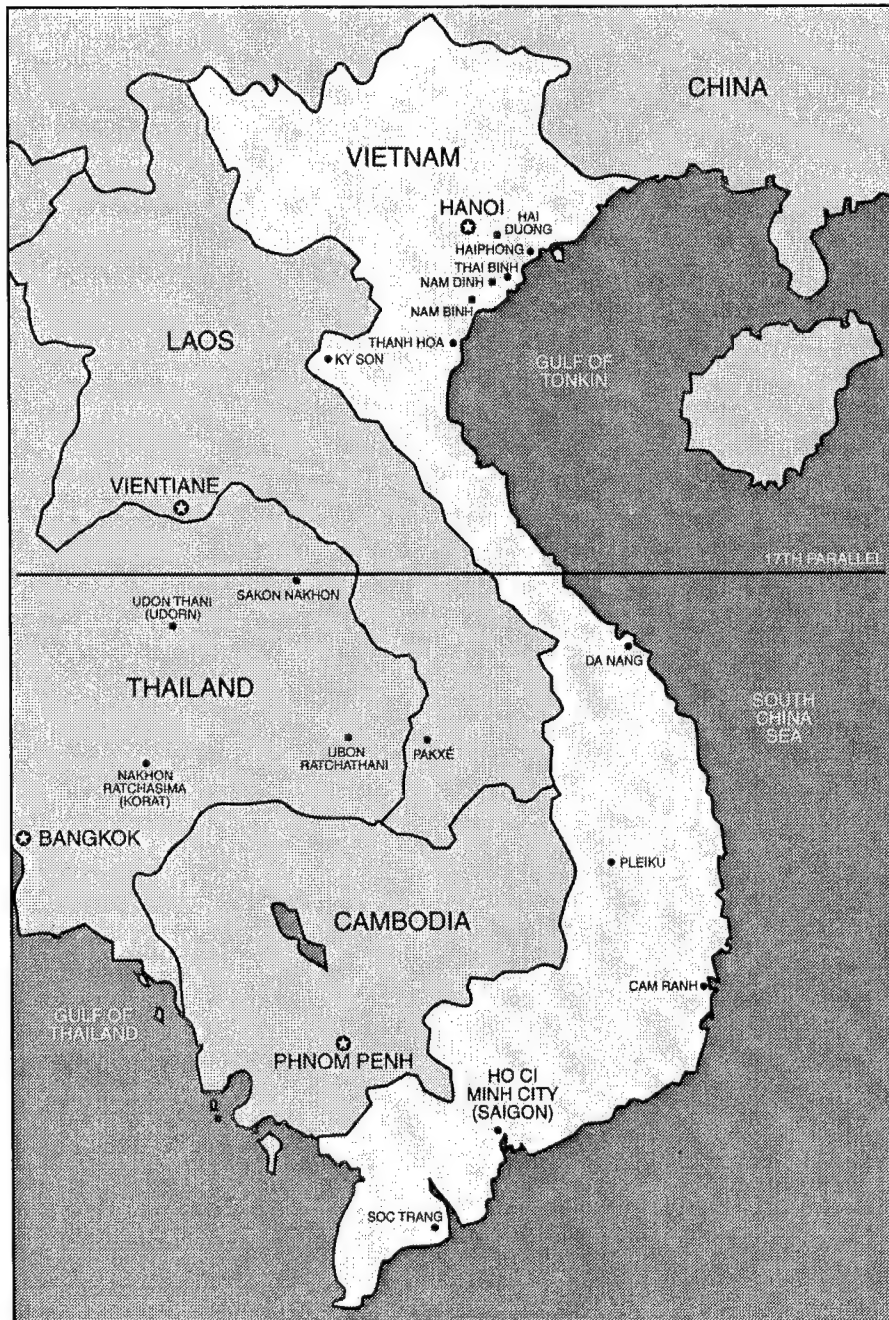 CHINA
VIETNAM
HANOI
HAI
DUONG
HAIPHONG
THAI BINH
NAM DINH
NAM BINH
THANH HOA
LAOS
KY SON
GULF OF
TONKIN
VIENTIANE
17TH PARALLEL
SAKON NAKHON
UDON THANI
(UDORN)
DA NANG
THAILAND
SOUTH
CHINA
SEA
UBON
RATCHATHANI
PAKXÉ
NAKHON
RATCHASIMA
(KORAT)
BANGKOK
PLEIKU
CAMBODIA
CAM RANH
GULF OF
THAILAND
PHNOM PENH
HO CI
MINH CITY
(SAIGON)
SOC TRANG